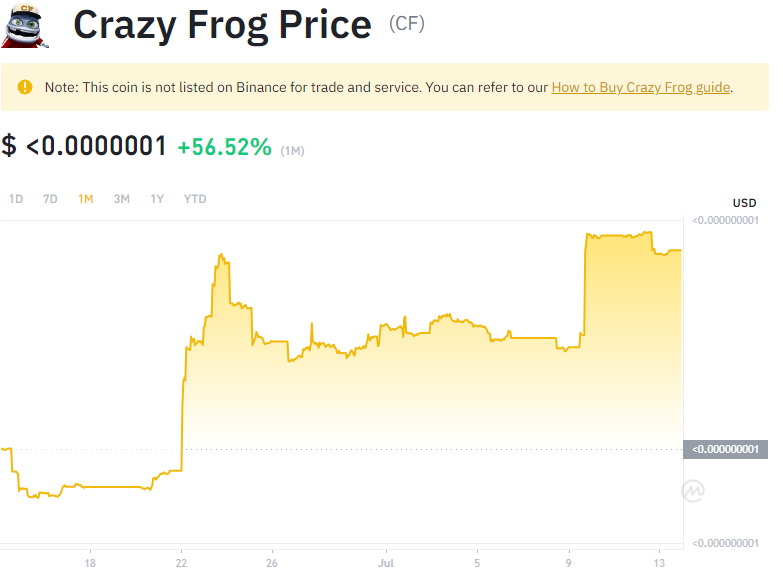 Crazy Frog Price (CF)
Note: This coin is not listed on Binance for trade and service. You can refer to our How to Buy Crazy Frog guide.
$ <0.0000001 +56.52% (1M)
1D 7D 1M 3M 1Y YTD
USD
<0.000000001
<0.000000001
<0.000000001
18 22 26 Jul 5 9 13